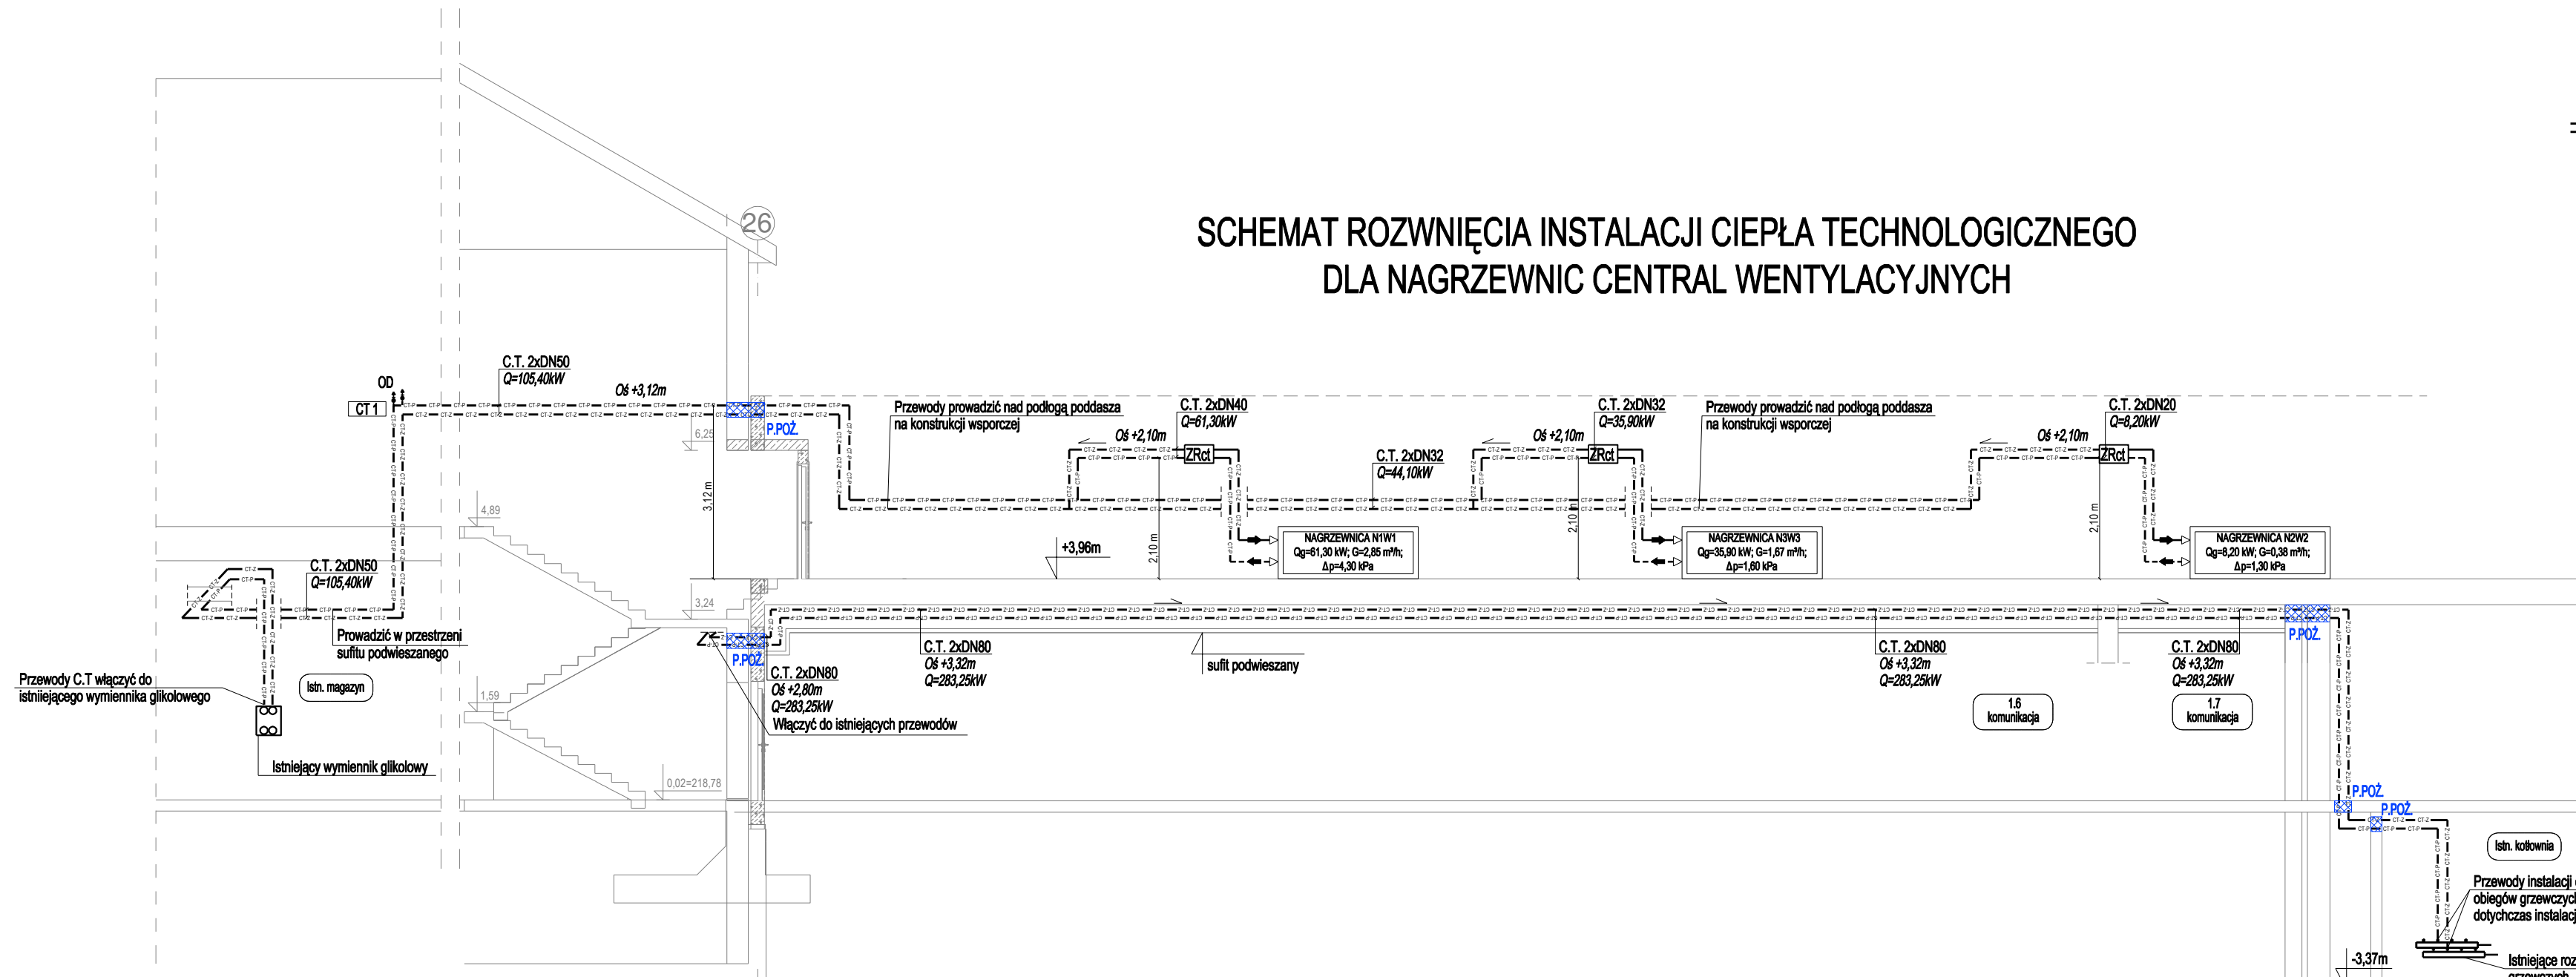 SCHEMAT ROZWNIĘCIA INSTALACJI CIEPŁA TECHNOLOGICZNEGO
DLA NAGRZEWNIC CENTRAL WENTYLACYJNYCH
26
C.T. 2xDN50
Q=105,40kW
Oś +3,12m
OD
CT 1
P.POŻ.
6,25
3,12 m
Przewody prowadzić nad podłogą poddasza
na konstrukcji wsporczej
C.T. 2xDN40
Q=61,30kW
Oś +2,10m
ZRct
C.T. 2xDN32
Q=44,10kW
C.T. 2xDN32
Q=35,90kW
Oś +2,10m
ZRct
Przewody prowadzić nad podłogą poddasza
na konstrukcji wsporczej
C.T. 2xDN20
Q=8,20kW
Oś +2,10m
ZRct
4,89
+3,96m
2,10 m
2,10 m
2,10 m
NAGRZEWNICA N1W1
Qg=61,30 kW; G=2,85 m³/h;
Δp=4,30 kPa
NAGRZEWNICA N3W3
Qg=35,90 kW; G=1,67 m³/h;
Δp=1,60 kPa
NAGRZEWNICA N2W2
Qg=8,20 kW; G=0,38 m³/h;
Δp=1,30 kPa
C.T. 2xDN50
Q=105,40kW
Prowadzić w przestrzeni
sufitu podwieszanego
3,24
P.POŻ.
Przewody C.T włączyć do
istniiejącego wymiennika glikolowego
Istn. magazyn
Istniejący wymiennik glikolowy
1,59
0,02=218,78
C.T. 2xDN80
Oś +2,80m
Q=283,25kW
Włączyć do istniejących przewodów
C.T. 2xDN80
Oś +3,32m
Q=283,25kW
sufit podwieszany
C.T. 2xDN80
Oś +3,32m
Q=283,25kW
C.T. 2xDN80
Oś +3,32m
Q=283,25kW
P.POŻ.
1.6
komunikacja
1.7
komunikacja
P.POŻ.
P.POŻ.
Istn. kotłownia
Przewody instalacji
obiegów grzewczych
dotychczas instalacj
-3,37m
Istniejące roz